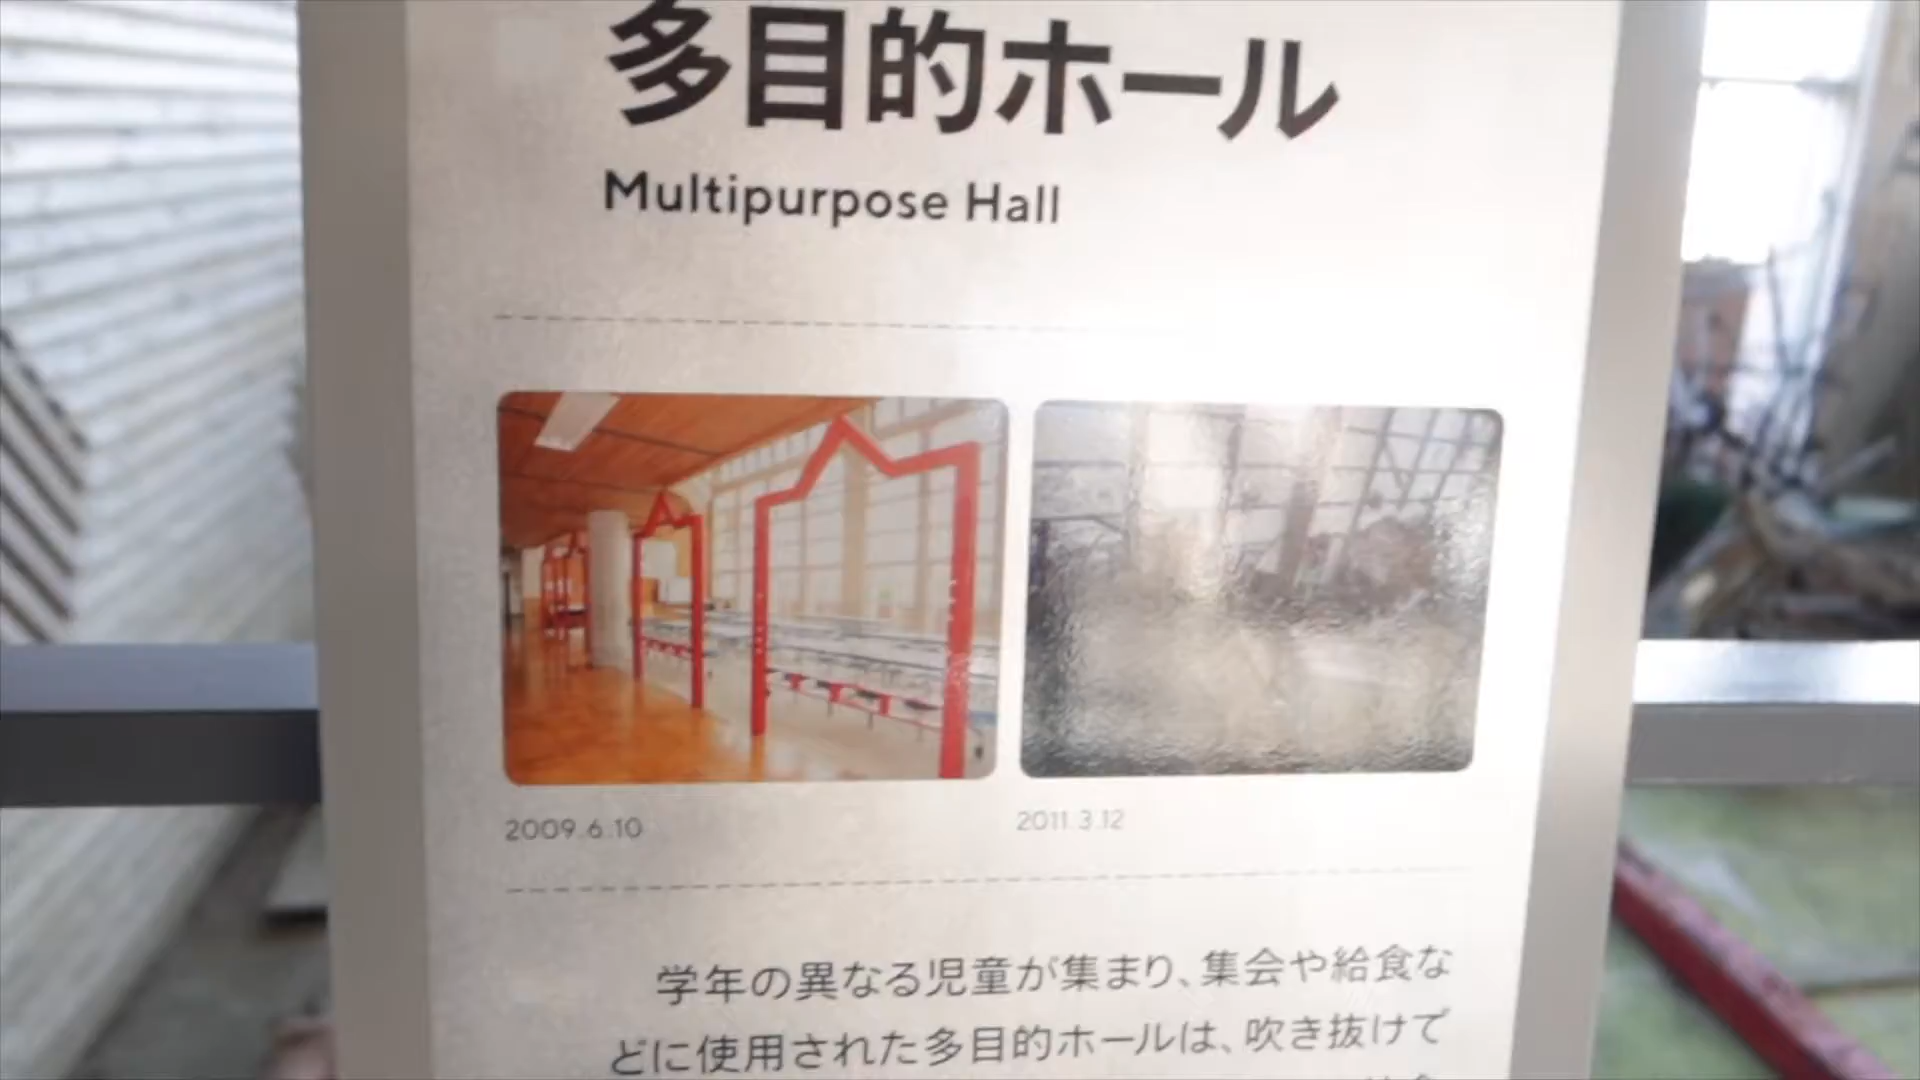 多目的ホール
Multipurpose Hall
2009.6.10
2011.3.12
学年の異なる児童が集まり、集会や給食な
どに使用された多目的ホールは、吹き抜けで